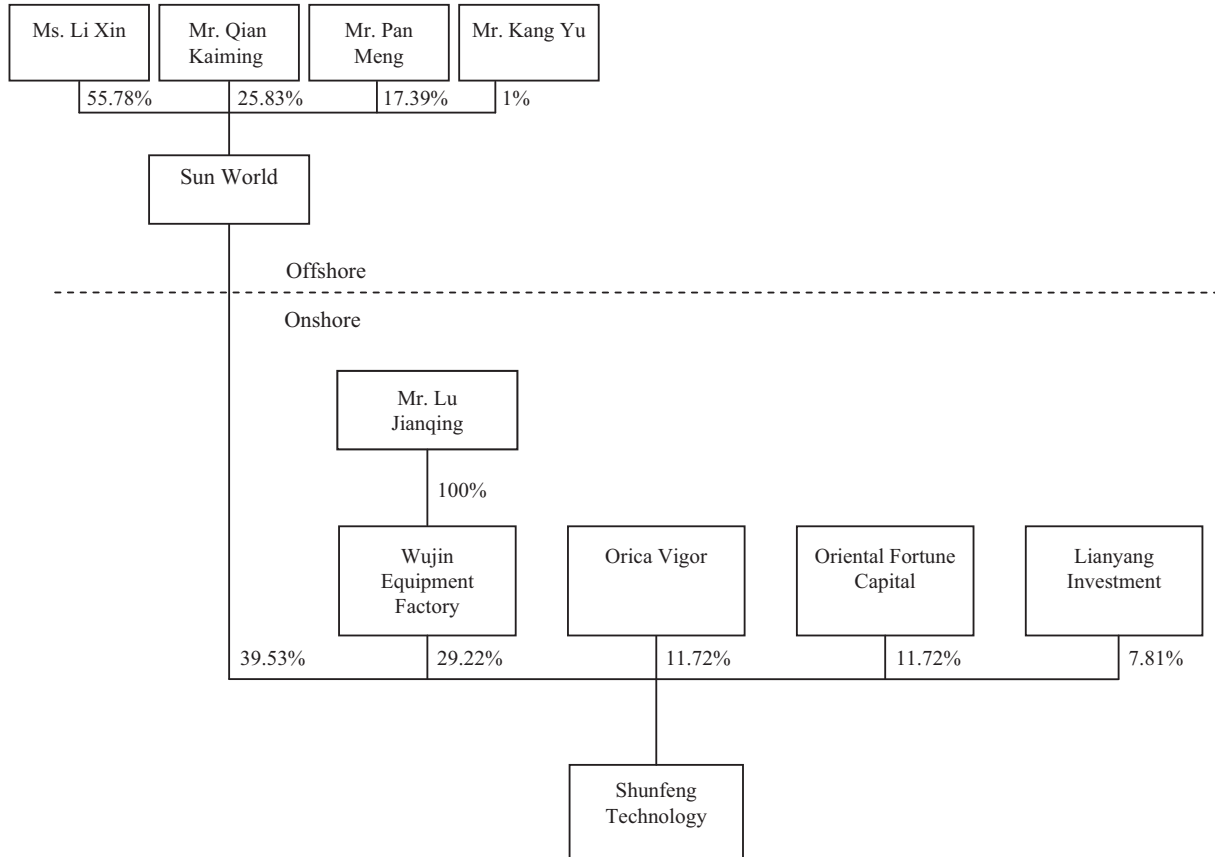 Ms. Li Xin
Mr. Qian
Kaiming
Mr. Pan
Meng
Mr. Kang Yu
55.78%
25.83%
17.39%
1%
Sun World
Offshore
Onshore
Mr. Lu
Jianqing
100%
Wujin
Equipment
Factory
Orica Vigor
Oriental Fortune
Capital
Lianyang
Investment
39.53%
29.22%
11.72%
11.72%
7.81%
Shunfeng
Technology